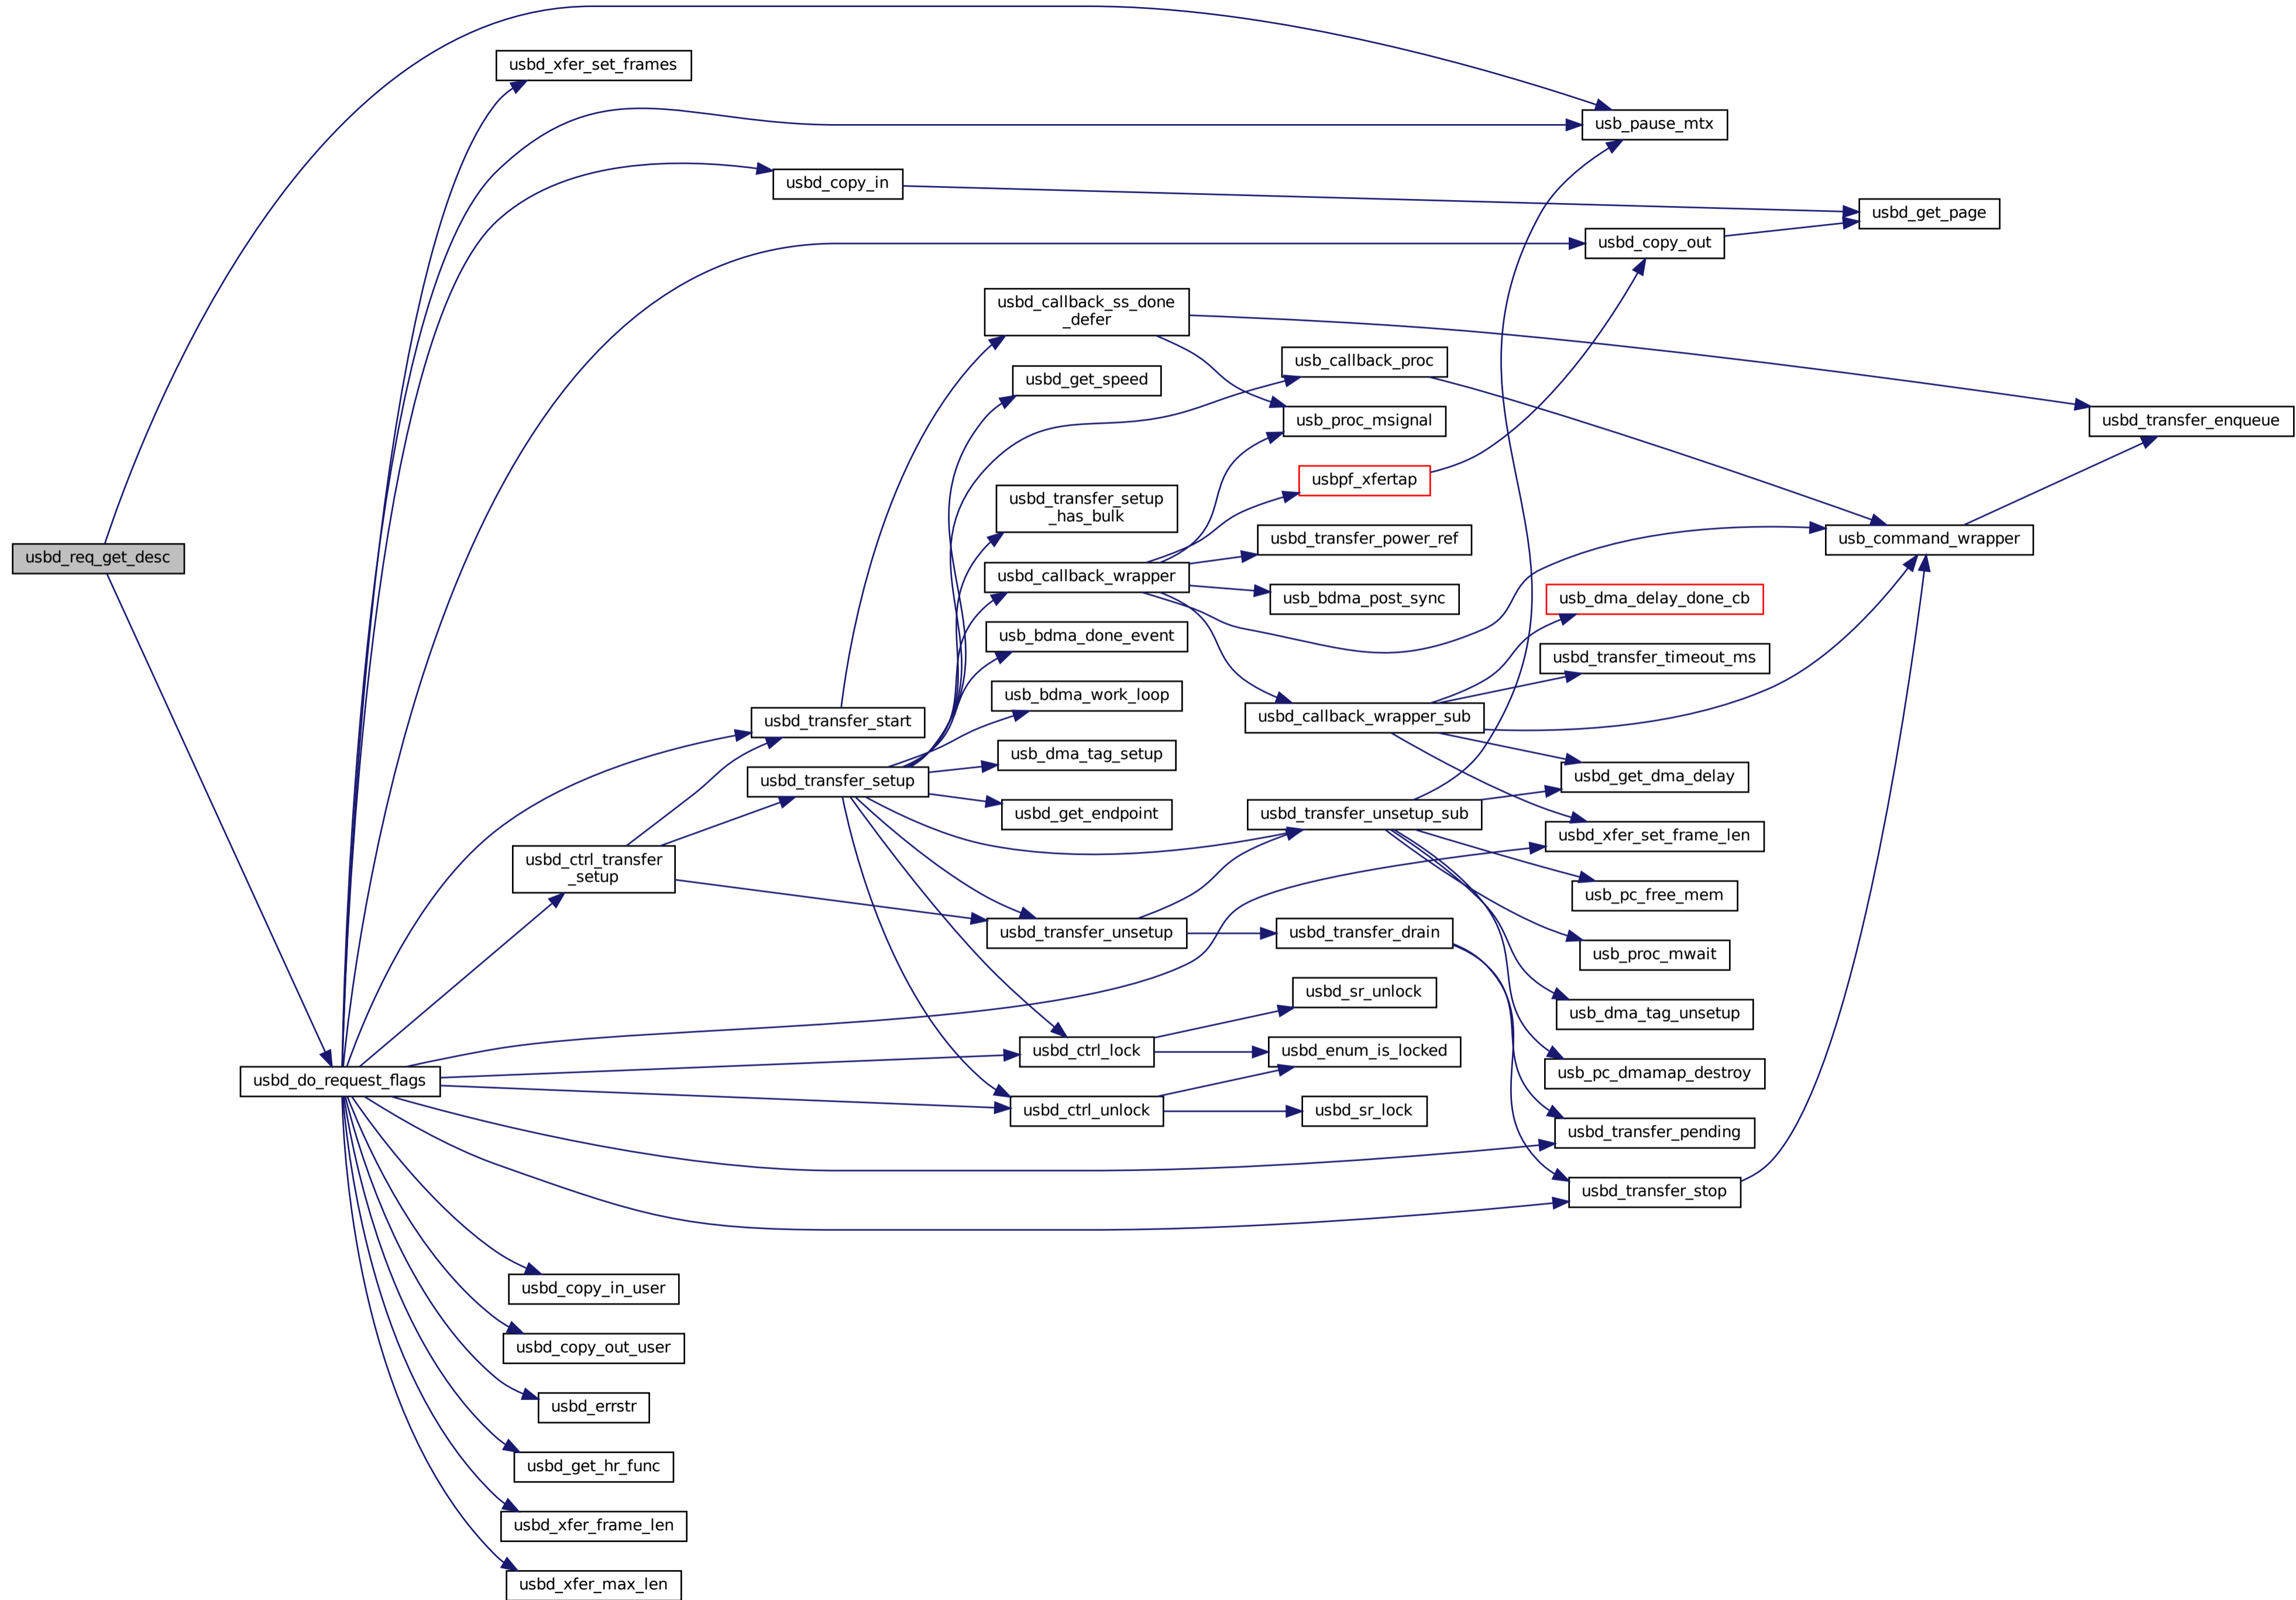 usbd_xfer_set_frames
usb_pause_mtx
usbd_copy_in
usbd_get_page
usbd_copy_out
usbd_callback_ss_done
_defer
usb_callback_proc
usbd_get_speed
usb_proc_msignal
usbd_transfer_enqueue
usbpf_xfertap
usbd_transfer_setup
_has_bulk
usbd_transfer_power_ref
usb_command_wrapper
usbd_req_get_desc
usbd_callback_wrapper
usb_bdma_post_sync
usb_dma_delay_done_cb
usb_bdma_done_event
usbd_transfer_timeout_ms
usb_bdma_work_loop
usbd_callback_wrapper_sub
usbd_transfer_start
usb_dma_tag_setup
usbd_transfer_setup
usbd_get_dma_delay
usbd_get_endpoint
usbd_transfer_unsetup_sub
usbd_xfer_set_frame_len
usbd_ctrl_transfer
_setup
usb_pc_free_mem
usbd_transfer_unsetup
usbd_transfer_drain
usb_proc_mwait
usbd_sr_unlock
usb_dma_tag_unsetup
usbd_ctrl_lock
usbd_enum_is_locked
usb_pc_dmamap_destroy
usbd_do_request_flags
usbd_ctrl_unlock
usbd_sr_lock
usbd_transfer_pending
usbd_transfer_stop
usbd_copy_in_user
usbd_copy_out_user
usbd_errstr
usbd_get_hr_func
usbd_xfer_frame_len
usbd_xfer_max_len